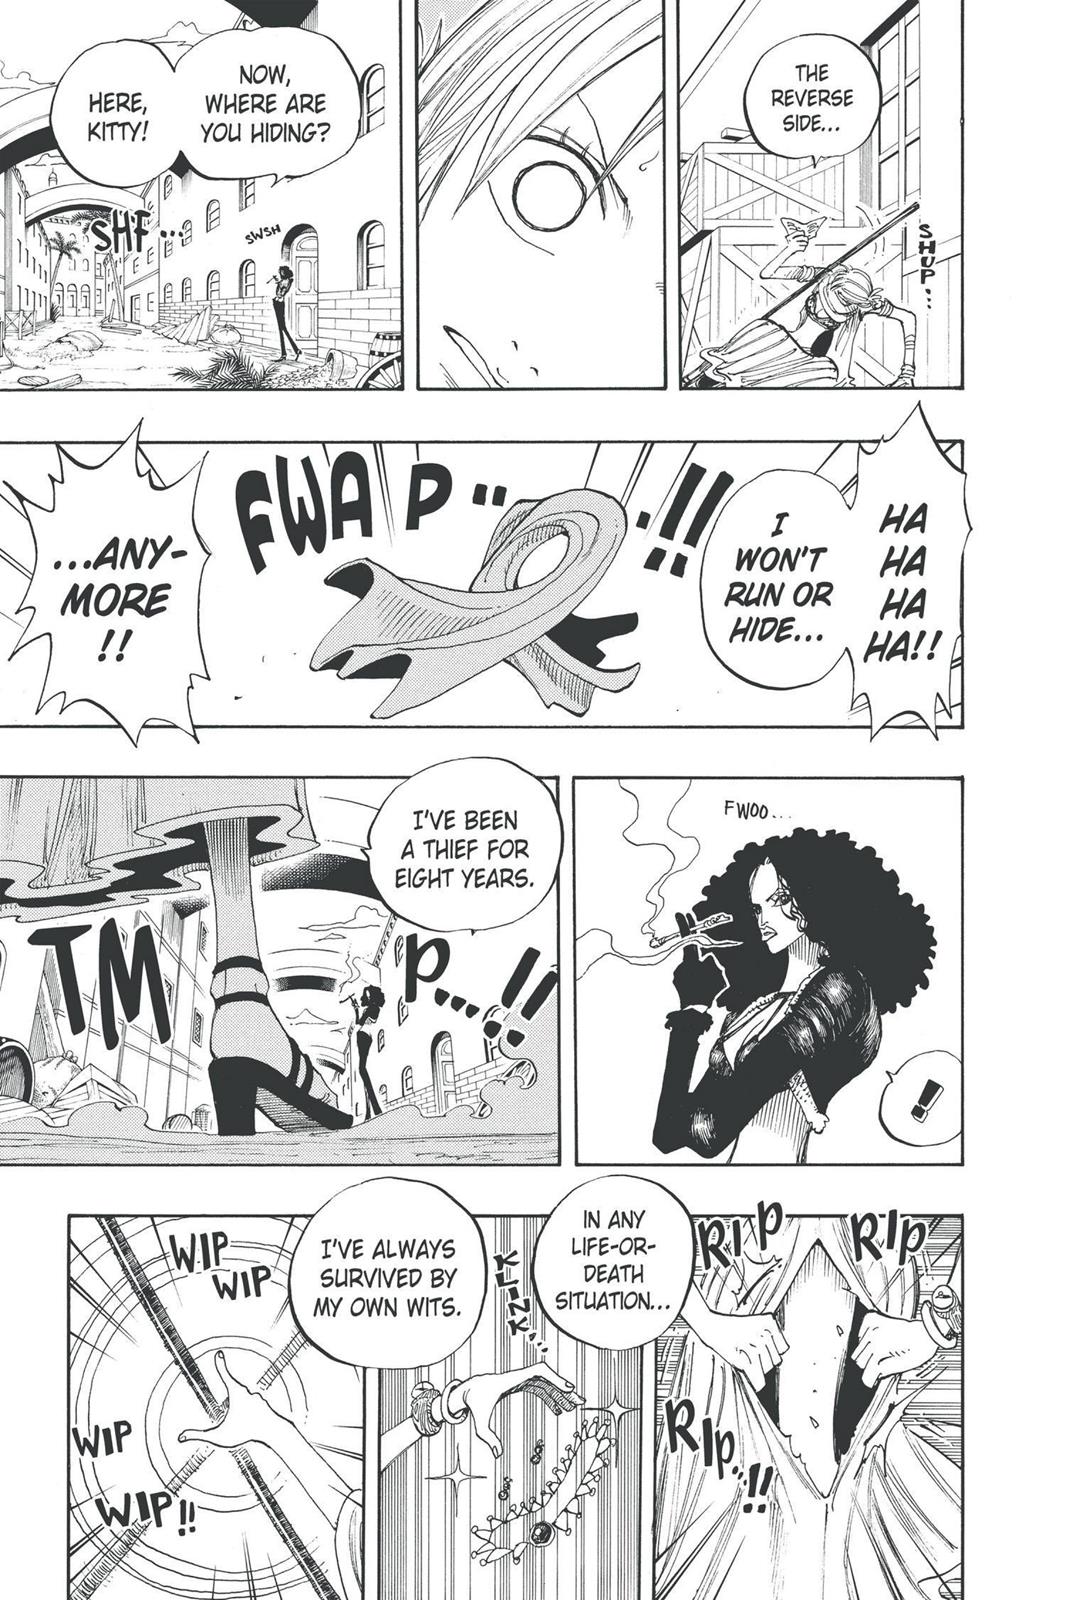 THE
REVERSE
SIDE...
SHUP...
NOW,
WHERE ARE
YOU HIDING?
HERE,
KITTY!
SWSH
SHF...
HA
HA
HA
HA!!
I
WON'T
RUN OR
HIDE...
FWAP...!!
...ANY-
MORE
!!
FWOO...
!
I'VE BEEN
A THIEF FOR
EIGHT YEARS.
TMP...!!
RIP
RIP
RIP...!!
IN ANY
LIFE-OR-
DEATH
SITUATION...
KLINK...
I'VE ALWAYS
SURVIVED BY
MY OWN WITS.
WIP
WIP
WIP
WIP!!